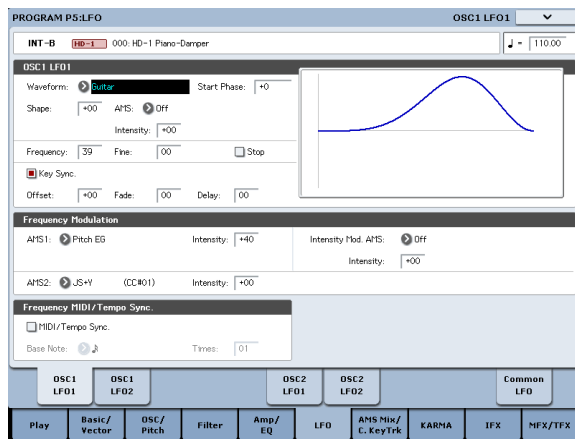 PROGRAM P5:LFO OSC1 LFO1
INT-B HD-1 000: HD-1 Piano-Damper ♩ = 110.00
OSC1 LFO1
Waveform: Guitar Start Phase: +0
Shape: +00 AMS: Off
Intensity: +00
Frequency: 39 Fine: 00 Stop
Key Sync.
Offset: +00 Fade: 00 Delay: 00
Frequency Modulation
AMS1: Pitch EG Intensity: +40 Intensity Mod. AMS: Off
Intensity: +00
AMS2: JS+Y (CC#01) Intensity: +00
Frequency MIDI/Tempo Sync.
MIDI/Tempo Sync.
Base Note: ♪ Times: 01
OSC1 LFO1 OSC1 LFO2 OSC2 LFO1 OSC2 LFO2 Common LFO
Play Basic/Vector OSC/Pitch Filter Amp/EQ LFO AMS Mix/C. KeyTrk KARMA IFX MFX/TFX